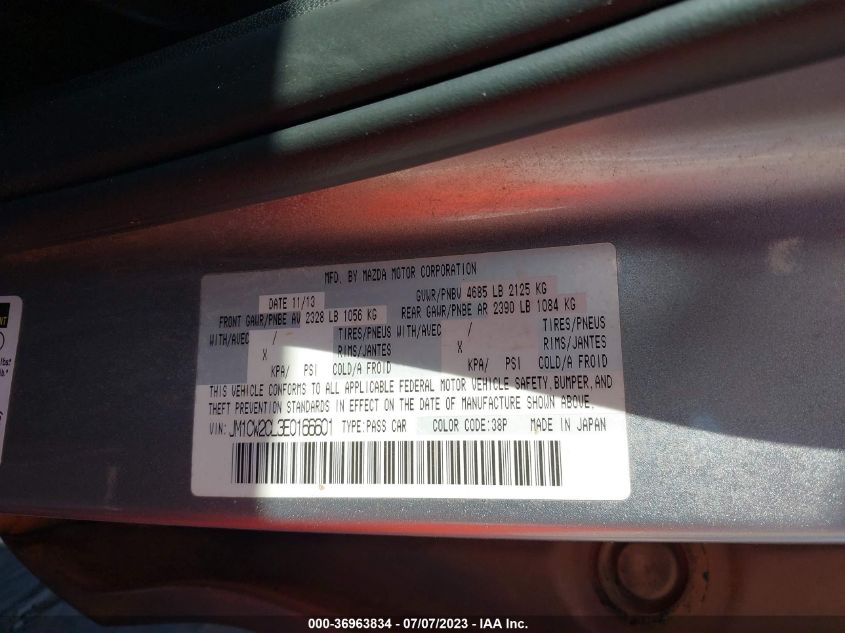 MFD. BY MAZDA MOTOR CORPORATION
DATE 11/13
GVWR/PNBV 4685 LB 2125 KG
FRONT GAWR/PNBE AV 2328 LB 1056 KG
REAR GAWR/PNBE AR 2390 LB 1084 KG
WITH/AVEC / TIRES/PNEUS WITH/AVEC / TIRES/PNEUS
X RIMS/JANTES X RIMS/JANTES
KPA/ PSI COLD/A FROID KPA/ PSI COLD/A FROID
THIS VEHICLE CONFORMS TO ALL APPLICABLE FEDERAL MOTOR VEHICLE SAFETY, BUMPER, AND
THEFT PREVENTION STANDARDS IN EFFECT ON THE DATE OF MANUFACTURE SHOWN ABOVE.
VIN: JM1CW2CL3E0166601 TYPE:PASS CAR COLOR CODE:38P MADE IN JAPAN
000-36963834 - 07/07/2023 - IAA Inc.